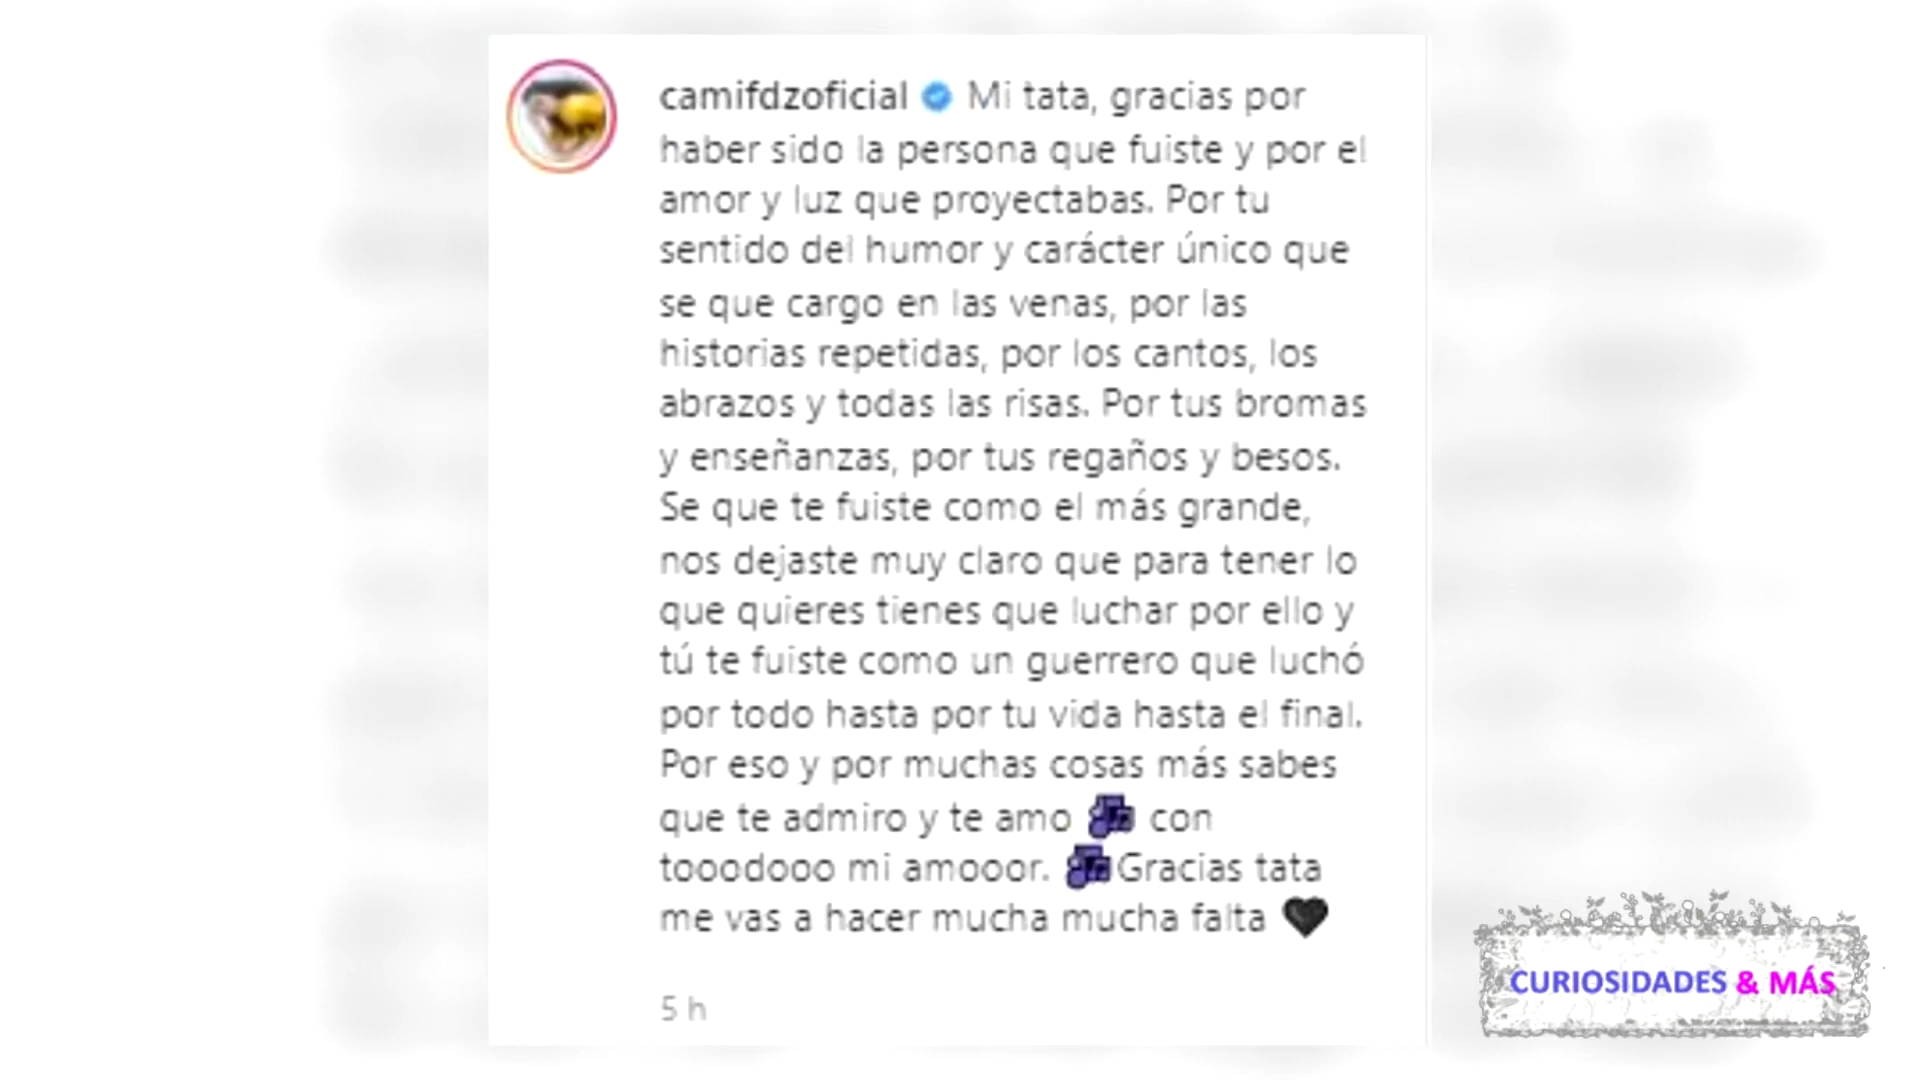 camifdzoficial Mi tata, gracias por
haber sido la persona que fuiste y por el
amor y luz que proyectabas. Por tu
sentido del humor y carácter único que
se que cargo en las venas, por las
historias repetidas, por los cantos, los
abrazos y todas las risas. Por tus bromas
y enseñanzas, por tus regaños y besos.
Se que te fuiste como el más grande,
nos dejaste muy claro que para tener lo
que quieres tienes que luchar por ello y
tú te fuiste como un guerrero que luchó
por todo hasta por tu vida hasta el final.
Por eso y por muchas cosas más sabes
que te admiro y te amo con
tooodooo mi amooor. Gracias tata
me vas a hacer mucha mucha falta 🖤
5 h
CURIOSIDADES & MÁS